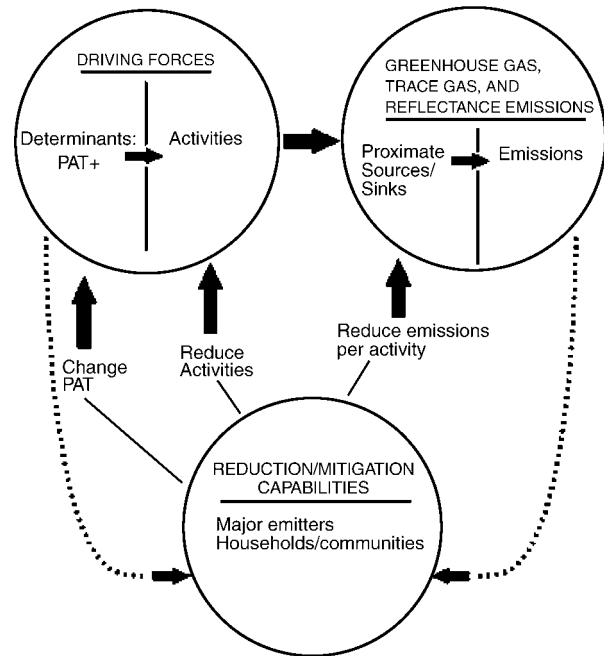 DRIVING FORCES
Determinants:
PAT+
Activities
GREENHOUSE GAS,
TRACE GAS, AND
REFLECTANCE EMISSIONS
Proximate
Sources/
Sinks
Emissions
Change
PAT
Reduce
Activities
Reduce emissions
per activity
REDUCTION/MITIGATION
CAPABILITIES
Major emitters
Households/communities